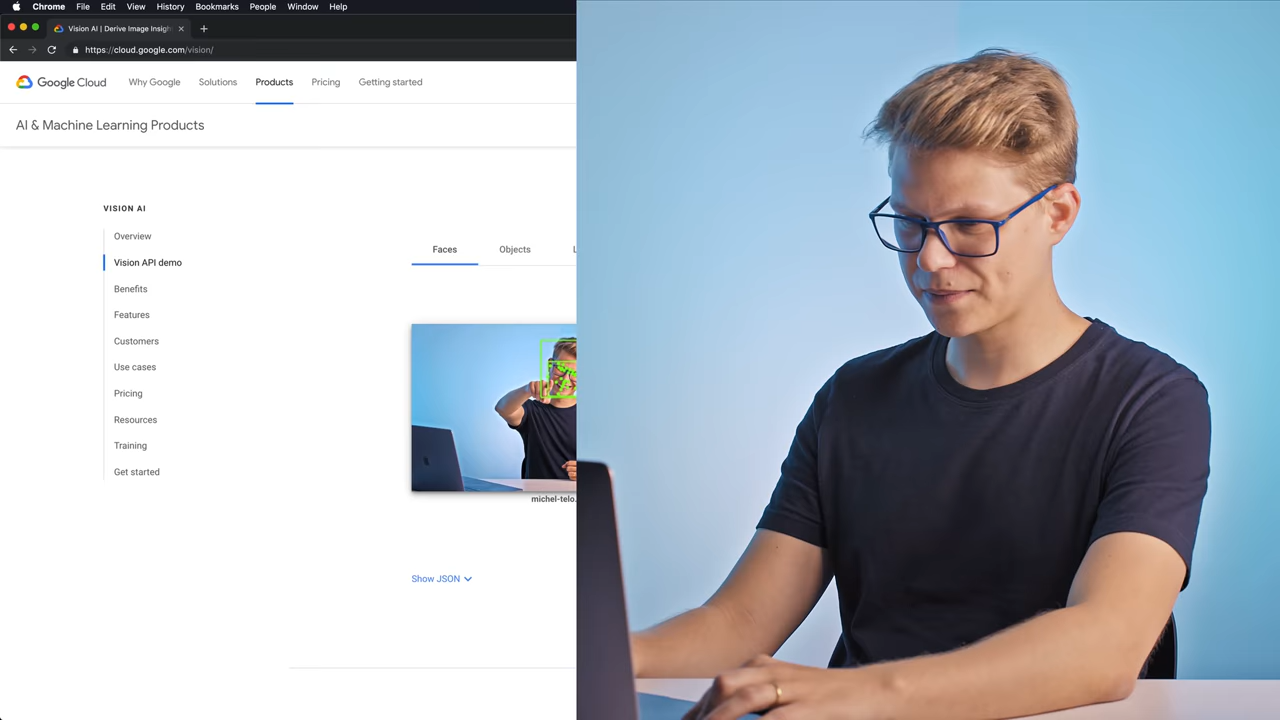 Chrome File Edit View History Bookmarks People Window Help
Vision AI | Derive Image Insigh
https://cloud.google.com/vision/
Google Cloud Why Google Solutions Products Pricing Getting started
AI & Machine Learning Products
VISION AI
Overview
Vision API demo
Benefits
Features
Customers
Use cases
Pricing
Resources
Training
Get started
Faces Objects L
michel-telo.
Show JSON